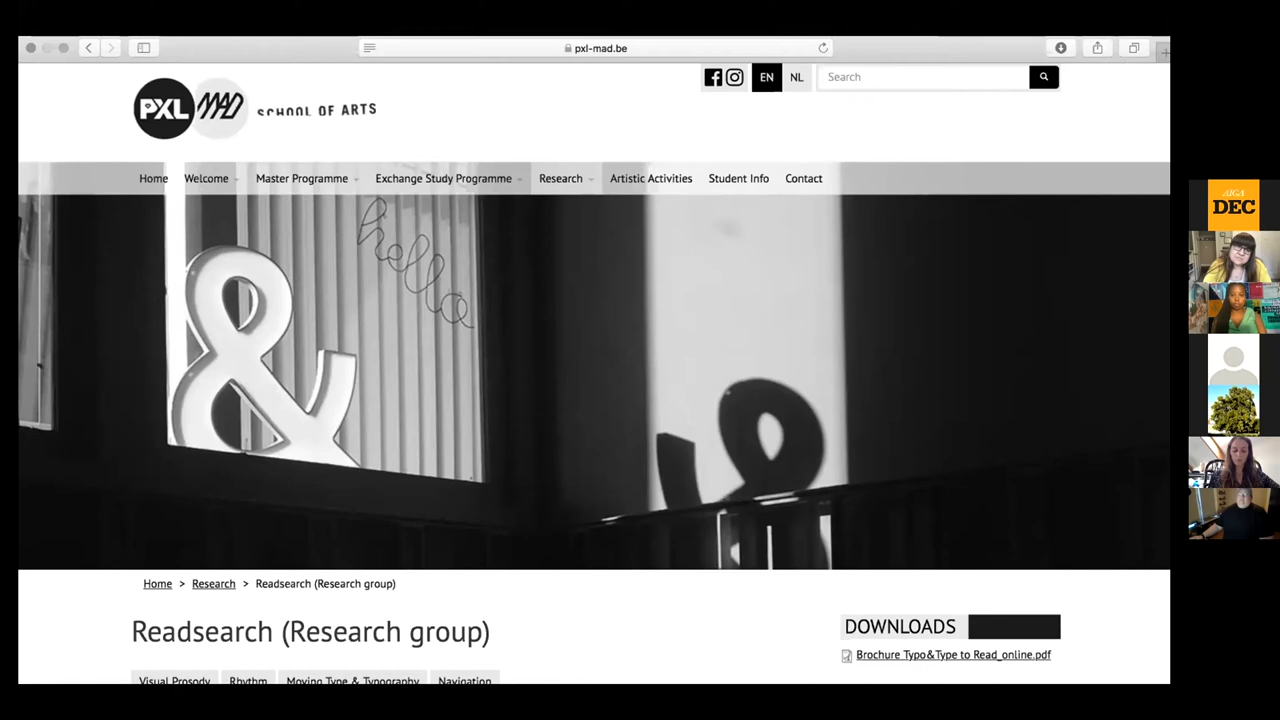 pxl-mad.be
EN NL Search
PXL MAD SCHOOL OF ARTS
Home Welcome Master Programme Exchange Study Programme Research Artistic Activities Student Info Contact
hello
&
Home > Research > Readsearch (Research group)
Readsearch (Research group)
Visual Prosody Rhythm Moving Type & Typography Navigation
DOWNLOADS
Brochure Typo&Type to Read_online.pdf
AIGA
DEC